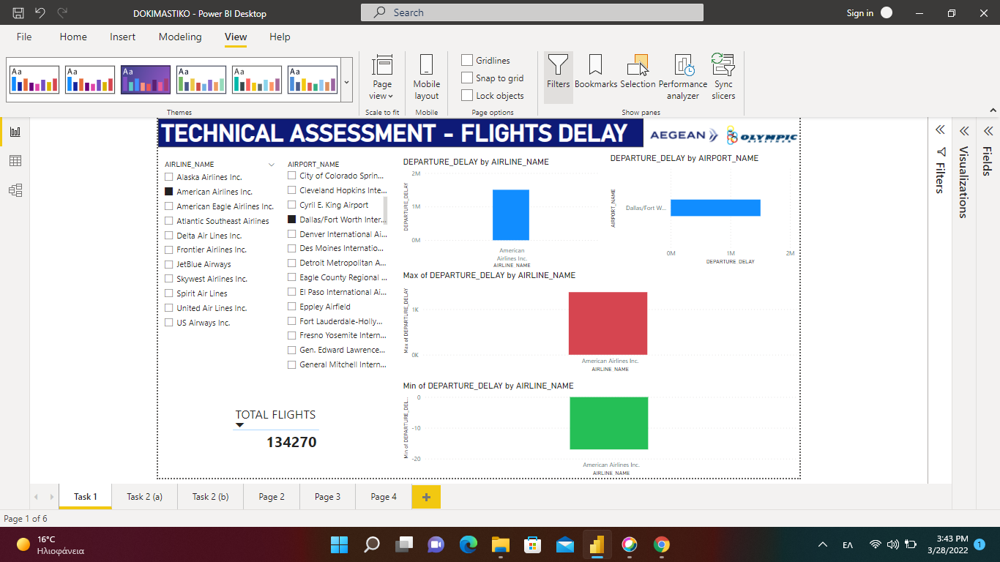 DOKIMASTIKO - Power BI Desktop
Search
Sign in
File Home Insert Modeling View Help
Aa Aa Aa Aa Aa Aa
Themes
Page view
Scale to fit
Mobile layout
Mobile
Gridlines
Snap to grid
Lock objects
Page options
Filters
Bookmarks
Selection
Performance analyzer
Sync slicers
Show panes
TECHNICAL ASSESSMENT - FLIGHTS DELAY
AEGEAN
OLYMPIC
AIRLINES
AIRLINE_NAME
Alaska Airlines Inc.
American Airlines Inc.
American Eagle Airlines Inc.
Atlantic Southeast Airlines
Delta Air Lines Inc.
Frontier Airlines Inc.
JetBlue Airways
Skywest Airlines Inc.
Spirit Air Lines
United Air Lines Inc.
US Airways Inc.
AIRPORT_NAME
City of Colorado Sprin...
Cleveland Hopkins Inte...
Cyril E. King Airport
Dallas/Fort Worth Inter...
Denver International Ai...
Des Moines Internatio...
Detroit Metropolitan A...
Eagle County Regional ...
El Paso International Ai...
Eppley Airfield
Fort Lauderdale-Holly...
Fresno Yosemite Intern...
Gen. Edward Lawrence...
General Mitchell Intern...
TOTAL FLIGHTS
134270
DEPARTURE_DELAY by AIRLINE_NAME
DEPARTURE_DELAY
2M
1M
0M
American
Airlines Inc.
AIRLINE_NAME
DEPARTURE_DELAY by AIRPORT_NAME
AIRPORT_NAME
Dallas/Fort W...
0M 1M 2M
DEPARTURE_DELAY
Max of DEPARTURE_DELAY by AIRLINE_NAME
Max of DEPARTURE_DELAY
1K
0K
American Airlines Inc.
AIRLINE_NAME
Min of DEPARTURE_DELAY by AIRLINE_NAME
Min of DEPARTURE_DEL...
0
-10
-20
American Airlines Inc.
AIRLINE_NAME
Filters
Visualizations
Fields
Task 1 Task 2 (a) Task 2 (b) Page 2 Page 3 Page 4
Page 1 of 6
16°C
Ηλιοφάνεια
ΕΛ
3:43 PM
3/28/2022
1